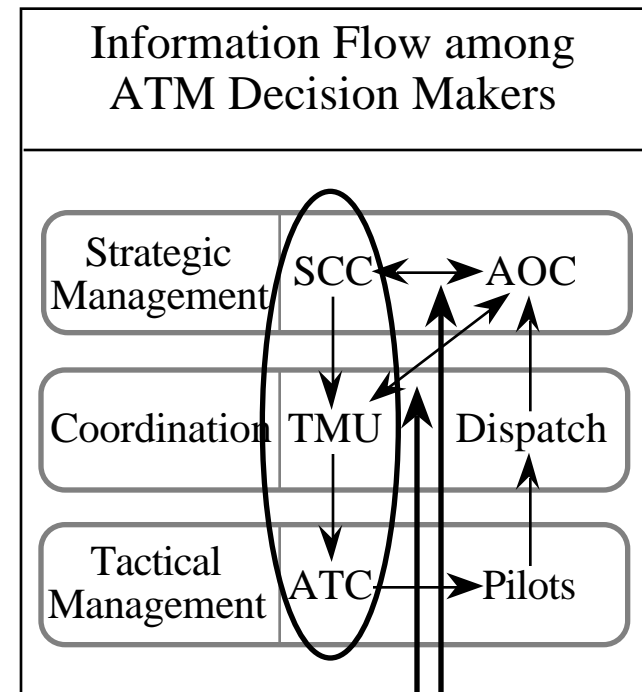 Information Flow among
ATM Decision Makers
Strategic
Management
SCC
AOC
Coordination
TMU
Dispatch
Tactical
Management
ATC
Pilots